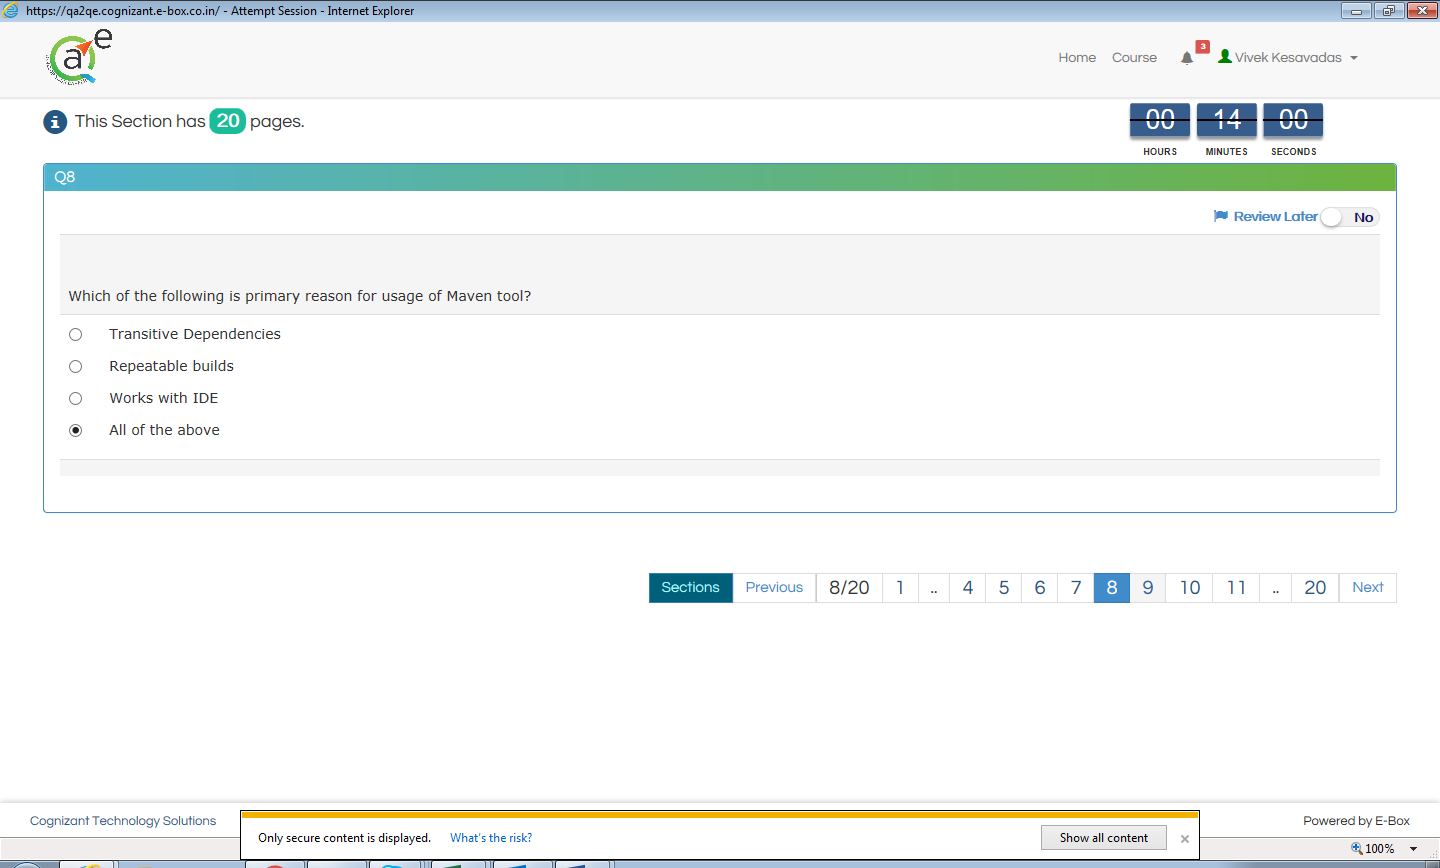 https://qa2qe.cognizant.e-box.co.in/ - Attempt Session - Internet Explorer
a e
Home Course 3 Vivek Kesavadas
This Section has 20 pages.
00 14 00
HOURS MINUTES SECONDS
Q8
Review Later No
Which of the following is primary reason for usage of Maven tool?
Transitive Dependencies
Repeatable builds
Works with IDE
All of the above
Sections Previous 8/20 1 .. 4 5 6 7 8 9 10 11 .. 20 Next
Cognizant Technology Solutions
Powered by E-Box
Only secure content is displayed. What's the risk? Show all content ×
100%